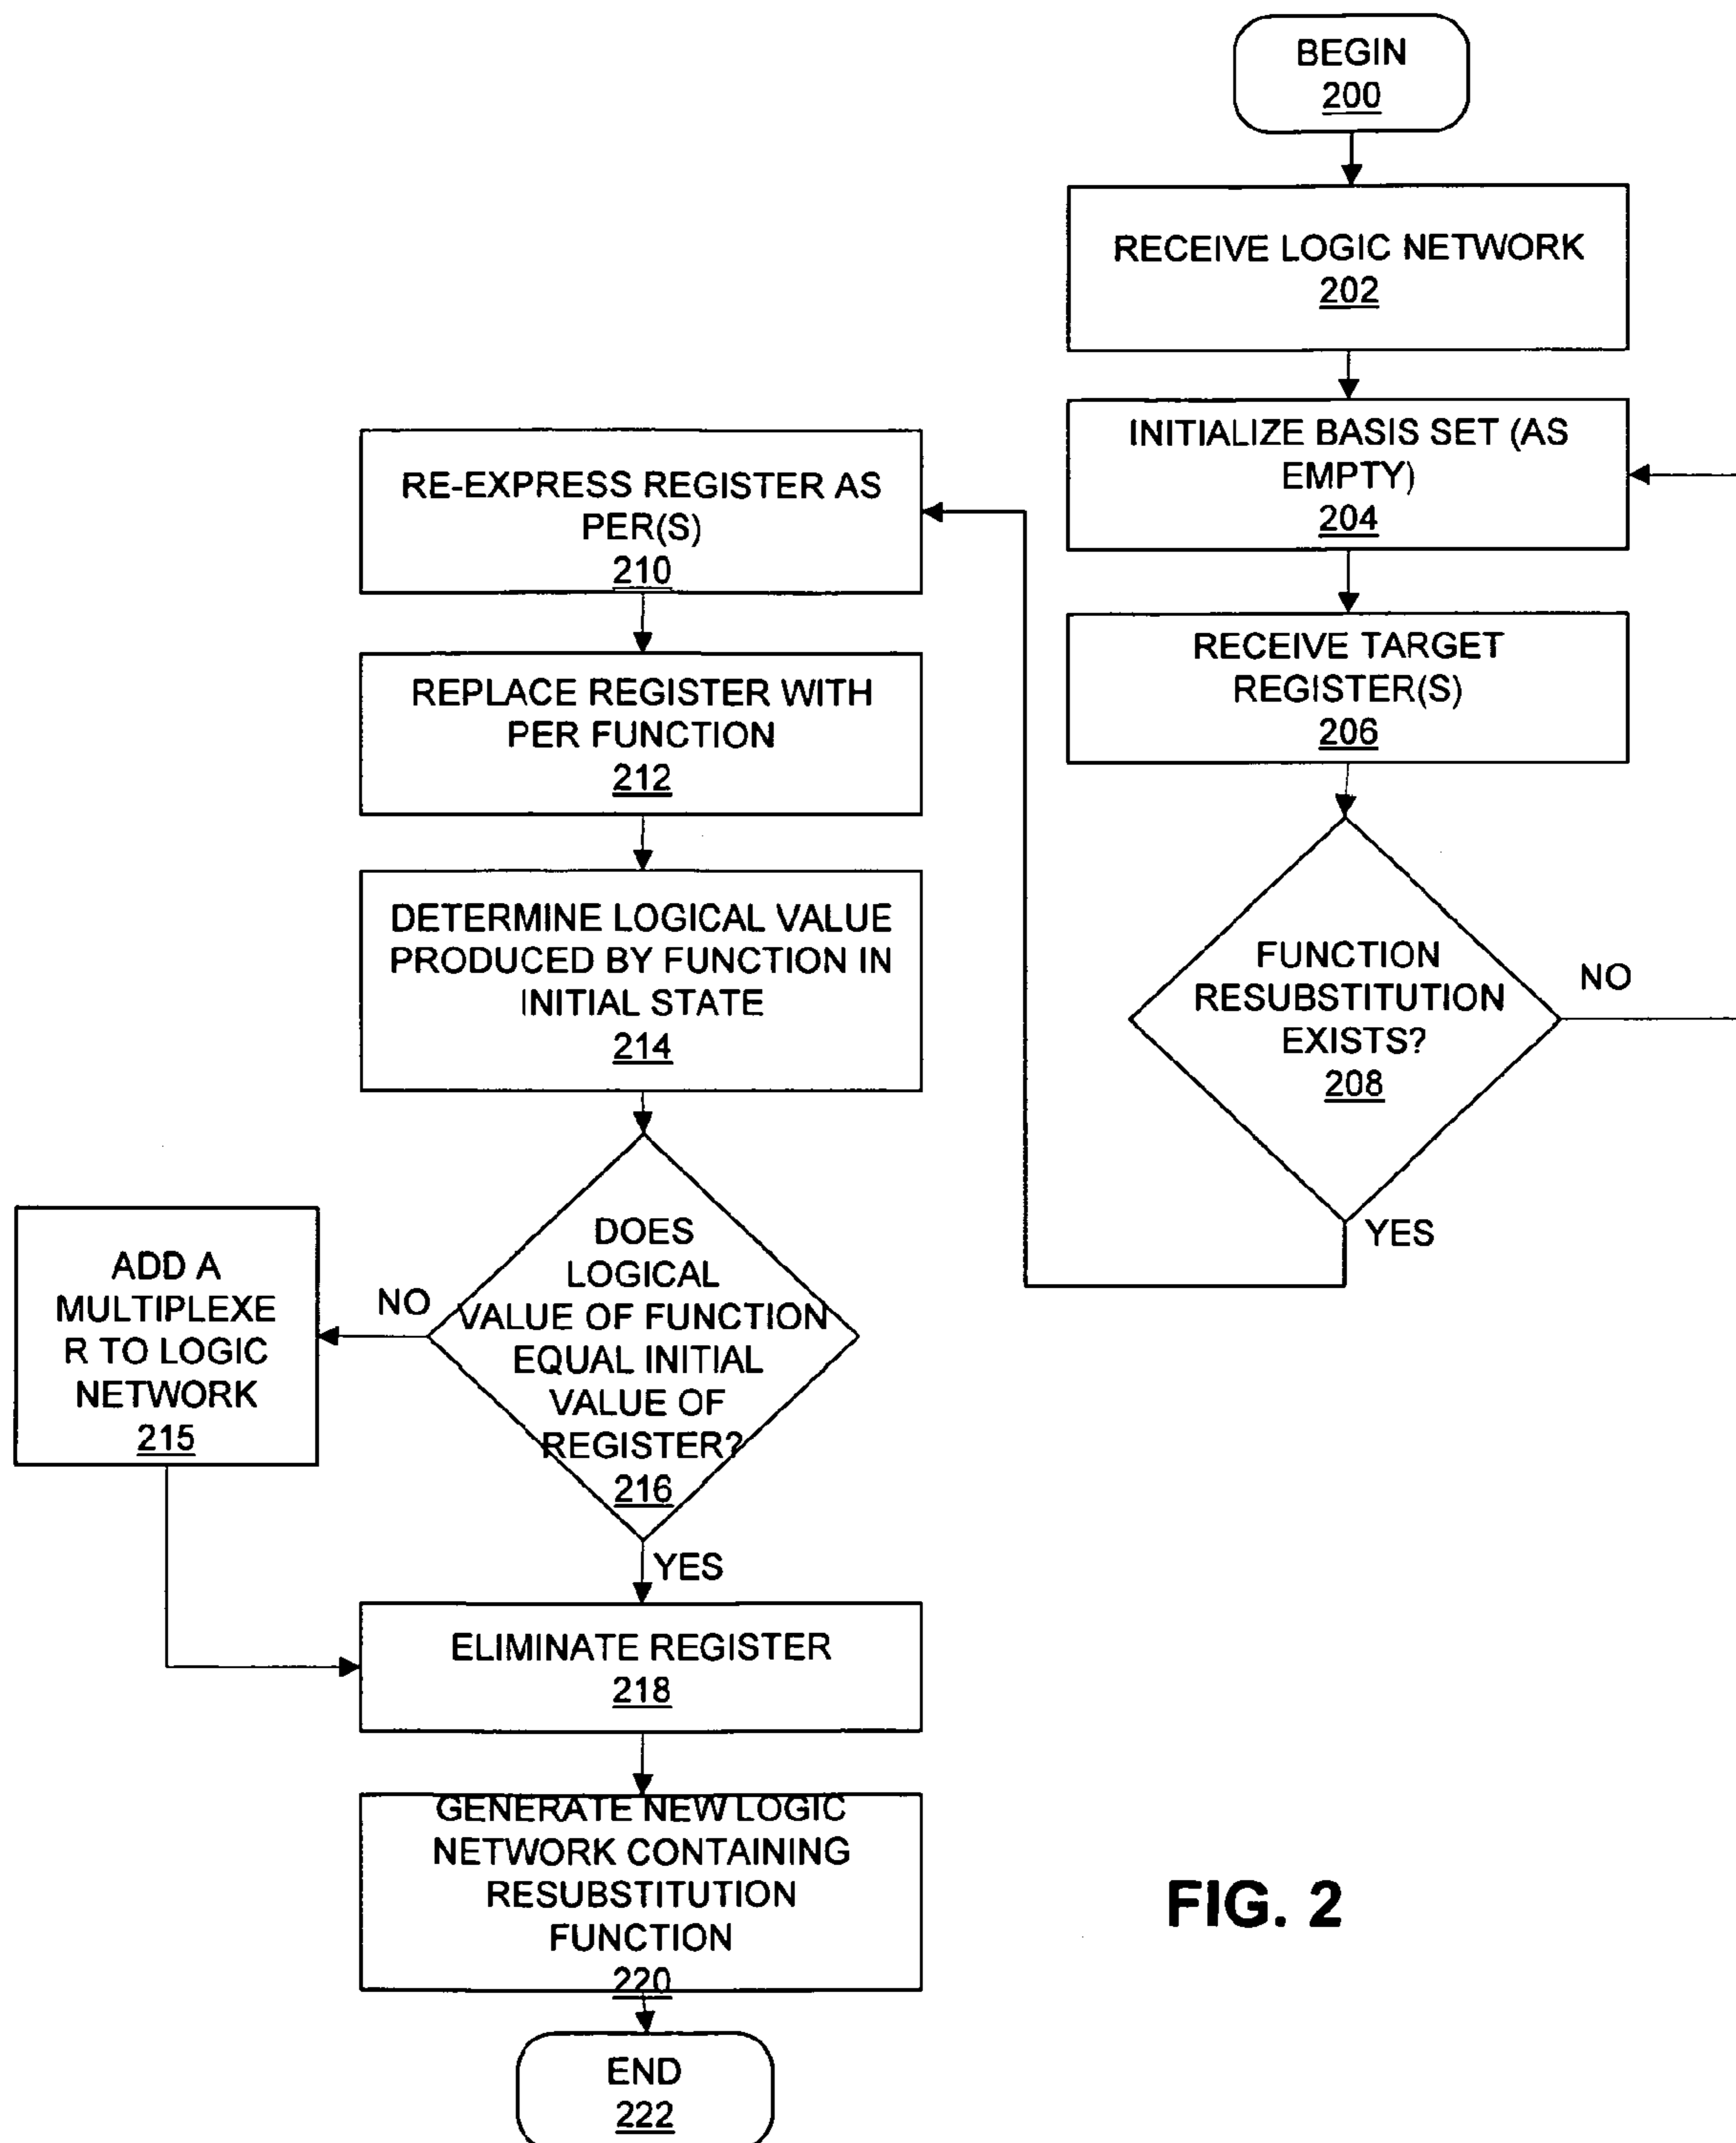 BEGIN
200
RECEIVE LOGIC NETWORK
202
INITIALIZE BASIS SET (AS
EMPTY)
204
RECEIVE TARGET
REGISTER(S)
206
FUNCTION
RESUBSTITUTION
EXISTS?
208
NO
YES
RE-EXPRESS REGISTER AS
PER(S)
210
REPLACE REGISTER WITH
PER FUNCTION
212
DETERMINE LOGICAL VALUE
PRODUCED BY FUNCTION IN
INITIAL STATE
214
DOES
LOGICAL
VALUE OF FUNCTION
EQUAL INITIAL
VALUE OF
REGISTER?
216
NO
ADD A
MULTIPLEXE
R TO LOGIC
NETWORK
215
YES
ELIMINATE REGISTER
218
GENERATE NEW LOGIC
NETWORK CONTAINING
RESUBSTITUTION
FUNCTION
220
END
222
FIG. 2